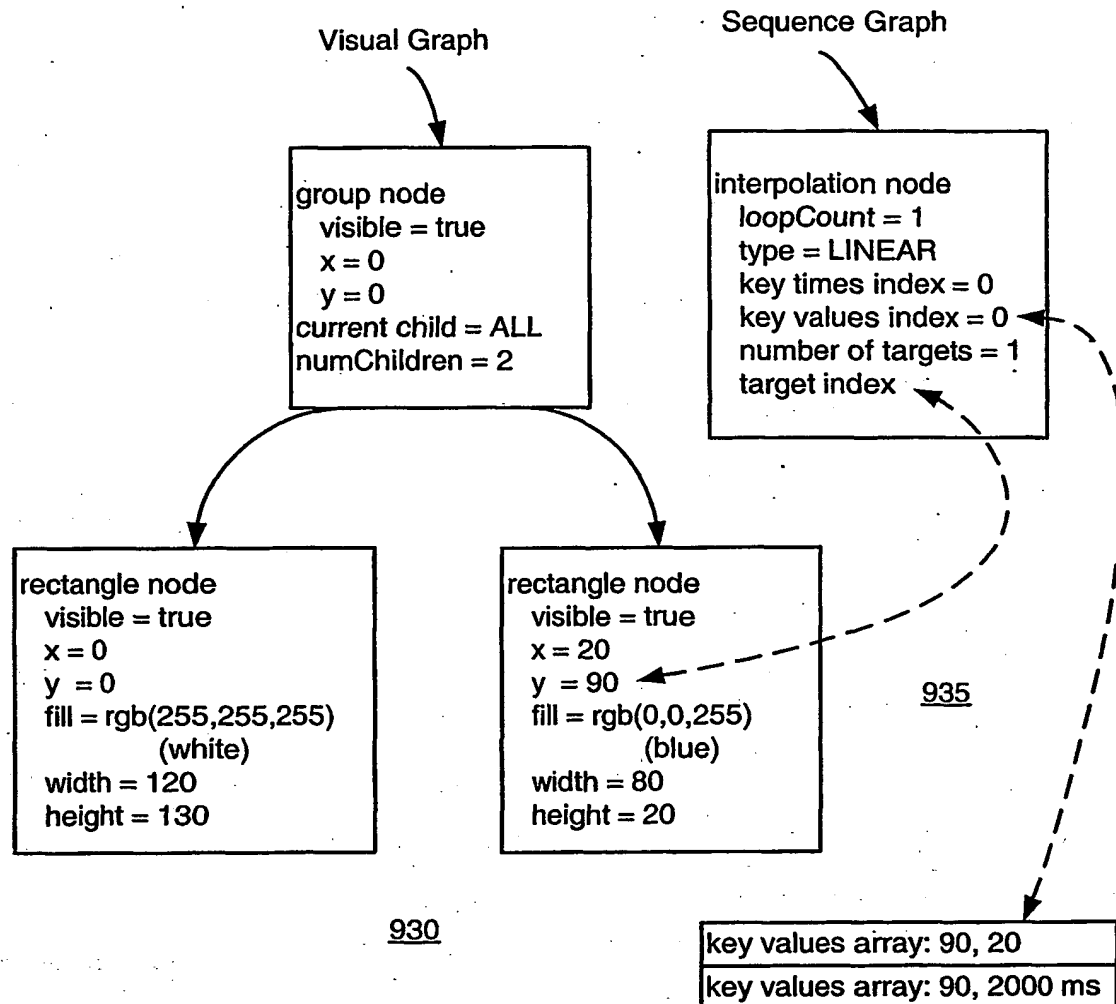 Visual Graph
Sequence Graph
group node
visible = true
x = 0
y = 0
current child = ALL
numChildren = 2
interpolation node
loopCount = 1
type = LINEAR
key times index = 0
key values index = 0
number of targets = 1
target index
rectangle node
visible = true
x = 0
y = 0
fill = rgb(255,255,255)
(white)
width = 120
height = 130
rectangle node
visible = true
x = 20
y = 90
fill = rgb(0,0,255)
(blue)
width = 80
height = 20
935
930
key values array: 90, 20
key values array: 90, 2000 ms